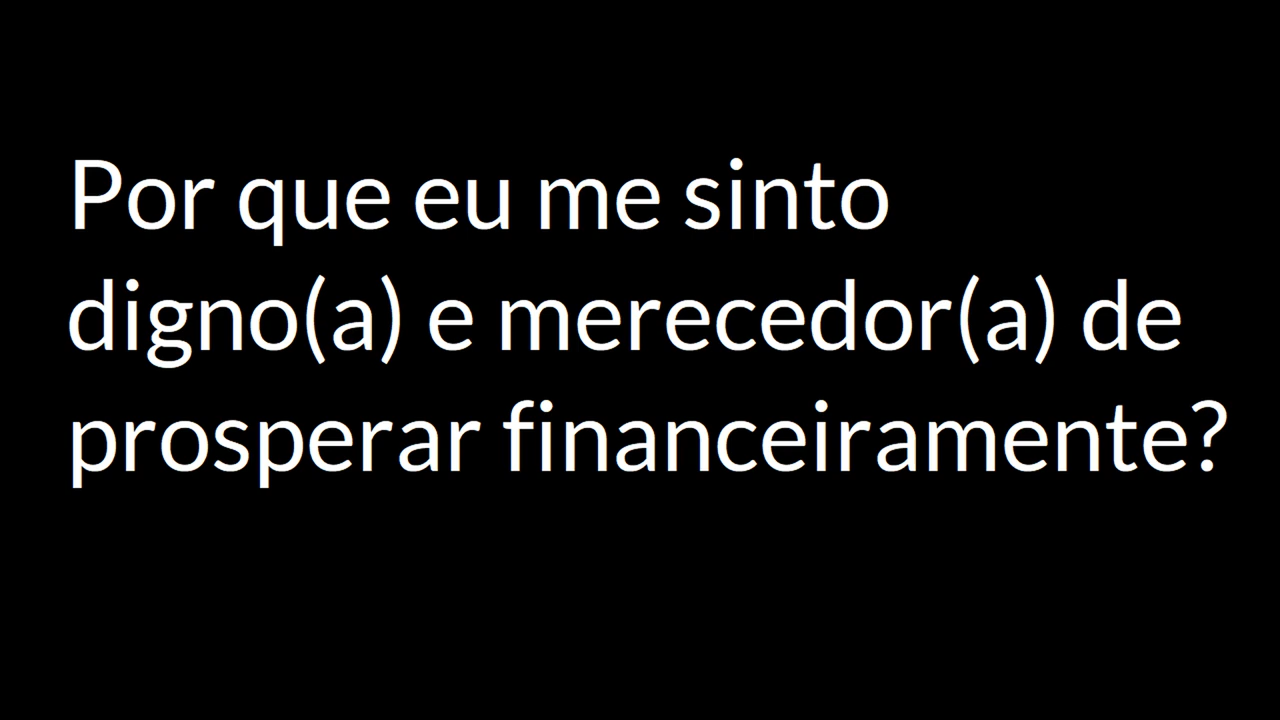 Por que eu me sinto
digno(a) e merecedor(a) de
prosperar financeiramente?